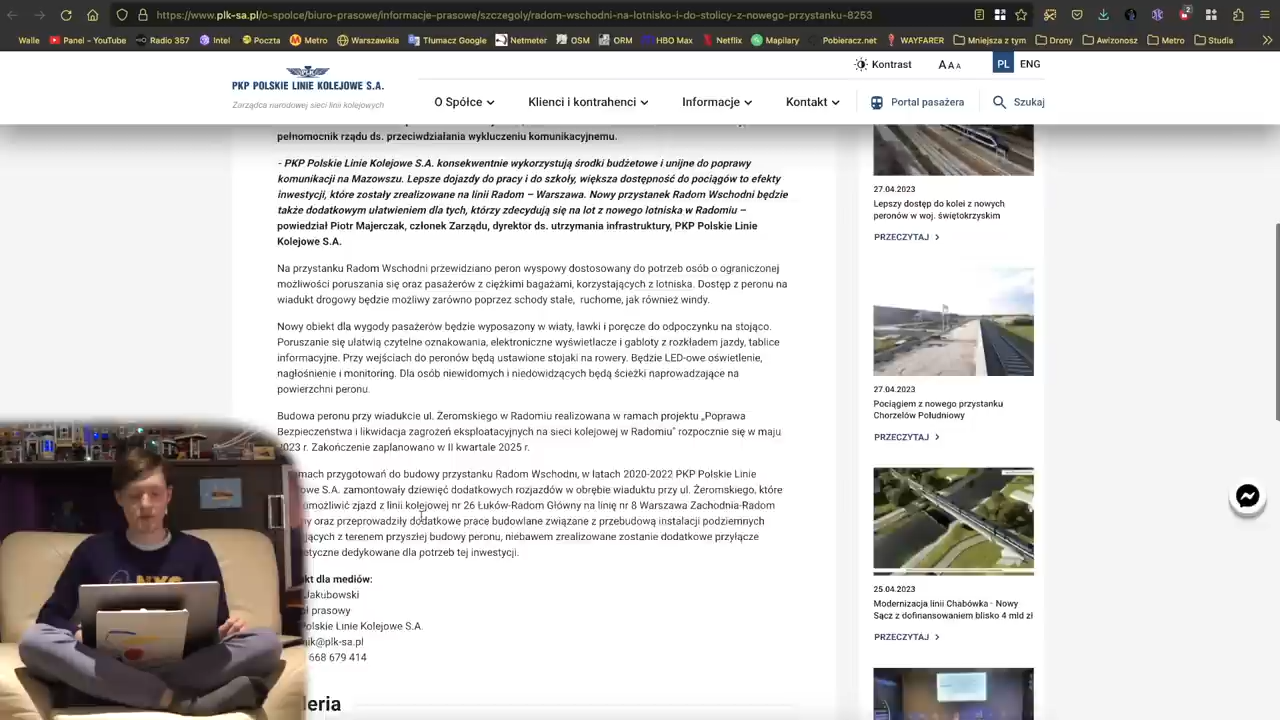 https://www.plk-sa.pl/o-spolce/biuro-prasowe/informacje-prasowe/szczegoly/radom-na-lotnisko-i-do-stolicy-z-nowego-przystanku-8253
Walle
Panel - YouTube
Radio 357
Intel
Poczta
Metro
Dyskografie
Tłumacz Google
Netmeter
OSM
ORM
HBO Max
Netflix
Mapilary
Pobieracz.net
WAYFARER
Mniejsza z tym
Anteriorovo
Metro
Studia
PKP POLSKIE LINIE KOLEJOWE S.A.
Zarządca narodowej sieci linii kolejowych
Kontrast
A A A
PL
ENG
O Spółce
Klienci i kontrahenci
Informacje
Kontakt
Portal pasażera
Szukaj
pełnomocnik rządu ds. przeciwdziałania wykluczeniu komunikacyjnemu.
- PKP Polskie Linie Kolejowe S.A. konsekwentnie wykorzystują środki budżetowe i unijne do poprawy
komunikacji na Mazowszu. Lepsze dojazdy do pracy i do szkoły, większa dostępność do pociągów to efekty
inwestycji, które zostały zrealizowane na linii Radom – Warszawa. Nowy przystanek Radom Wschodni będzie
także dodatkowym ułatwieniem dla tych, którzy zdecydują się na lot z nowego lotniska w Radomiu –
powiedział Piotr Majerczak, członek Zarządu, dyrektor ds. utrzymania infrastruktury, PKP Polskie Linie
Kolejowe S.A.
Na przystanku Radom Wschodni przewidziano peron wyspowy dostosowany do potrzeb osób o ograniczonej
możliwości poruszania się oraz pasażerów z ciężkimi bagażami, korzystających z lotniska. Dostęp z peronu na
wiadukt drogowy będzie możliwy zarówno poprzez schody stałe, ruchome, jak również windy.
Nowy obiekt dla wygody pasażerów będzie wyposażony w wiaty, ławki i poręcze do odpoczynku na stojąco.
Poruszanie się ułatwią czytelne oznakowania, elektroniczne wyświetlacze i gabloty z rozkładem jazdy, tablice
informacyjne. Przy wejściach do peronów będą ustawione stojaki na rowery. Będzie LED-owe oświetlenie,
nagłośnienie i monitoring. Dla osób niewidomych i niedowidzących będą ścieżki naprowadzające na
powierzchni peronu.
Budowa peronu przy wiadukcie ul. Żeromskiego w Radomiu realizowana w ramach projektu „Poprawa
Bezpieczeństwa i likwidacja zagrożeń eksploatacyjnych na sieci kolejowej w Radomiu” rozpocznie się w maju
2023 r. Zakończenie zaplanowano w II kwartale 2025 r.
amach przygotowań do budowy przystanku Radom Wschodni, w latach 2020-2022 PKP Polskie Linie
owe S.A. zamontowały dziewięć dodatkowych rozjazdów w obrębie wiaduktu przy ul. Żeromskiego, które
umożliwić zjazd z linii kolejowej nr 26 Łuków-Radom Główny na linię nr 8 Warszawa Zachodnia-Radom
ny oraz przeprowadziły dodatkowe prace budowlane związane z przebudową instalacji podziemnych
jących z terenem przyszłej budowy peronu, niebawem zrealizowane zostanie dodatkowe przyłącze
etyczne dedykowane dla potrzeb tej inwestycji.
kt dla mediów:
Jakubowski
ł prasowy
Polskie Linie Kolejowe S.A.
nik@plk-sa.pl
668 679 414
eria
27.04.2023
Lepszy dostęp do kolei z nowych
peronów w woj. świętokrzyskim
PRZECZYTAJ
27.04.2023
Pociągiem z nowego przystanku
Chorzelów Południowy
PRZECZYTAJ
25.04.2023
Modernizacja linii Chabówka - Nowy
Sącz z dofinansowaniem blisko 4 mld zł
PRZECZYTAJ